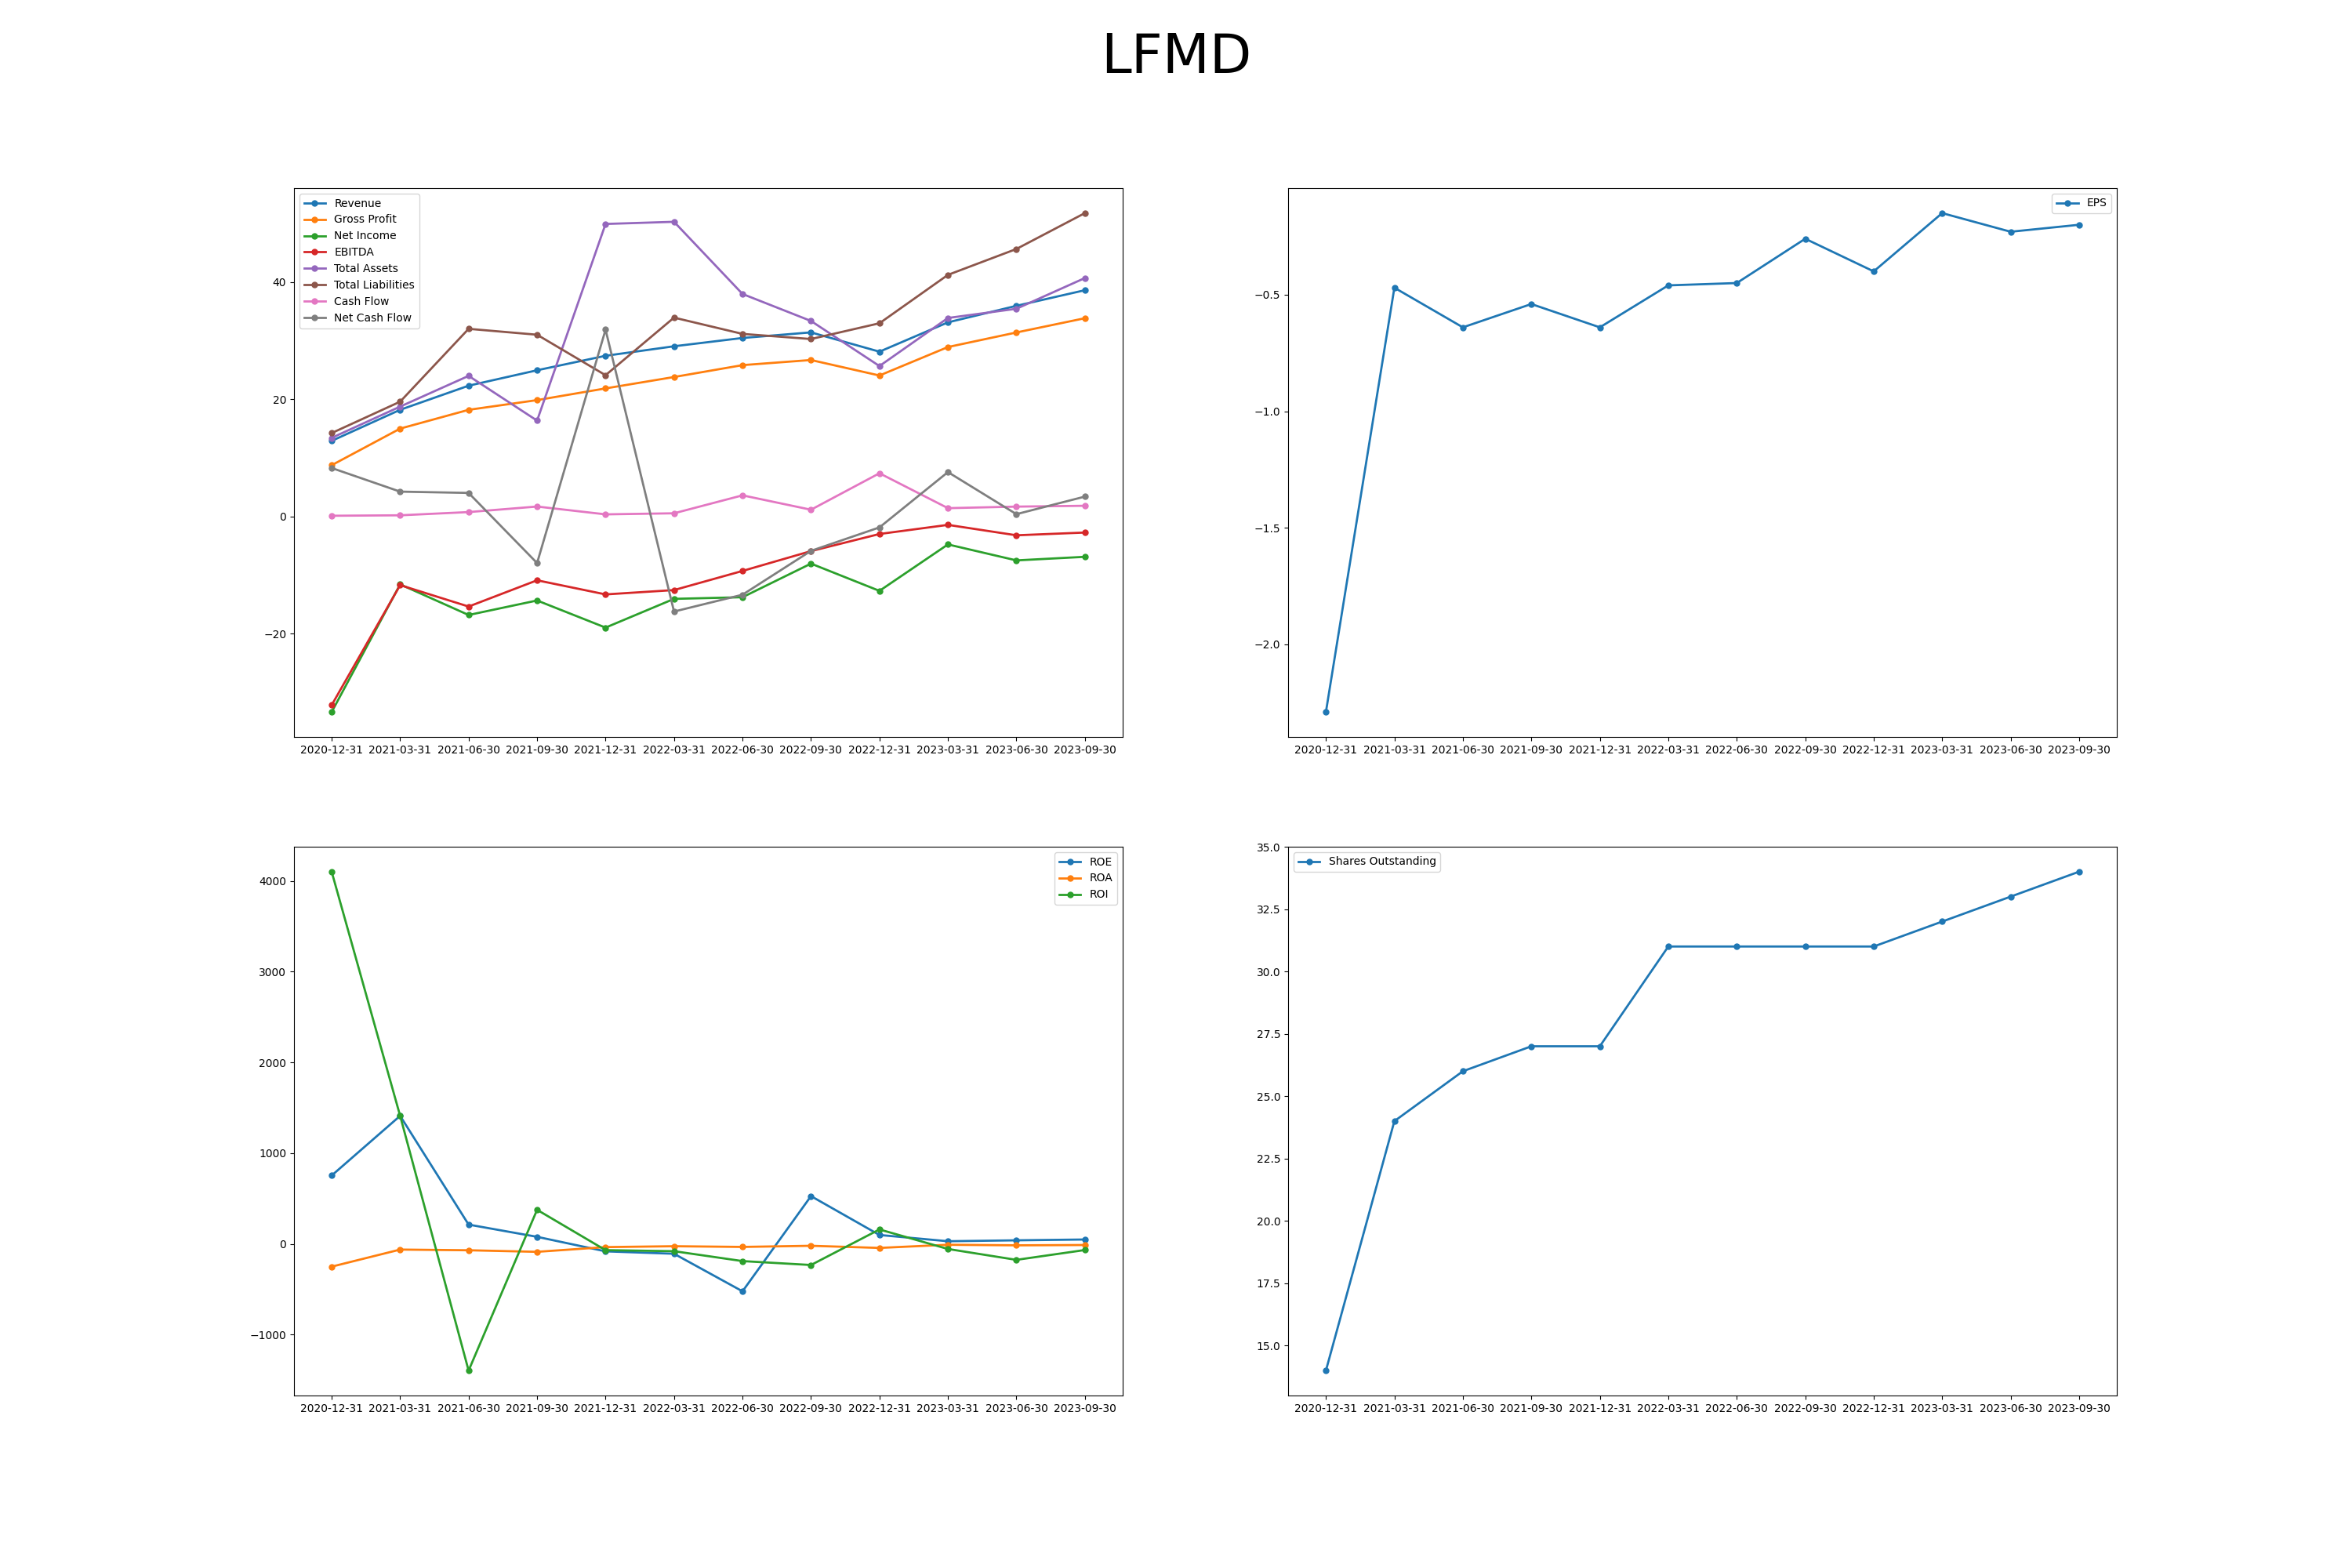 LFMD
Revenue
Gross Profit
Net Income
EBITDA
Total Assets
Total Liabilities
Cash Flow
Net Cash Flow
40
20
0
−20
2020-12-31 2021-03-31 2021-06-30 2021-09-30 2021-12-31 2022-03-31 2022-06-30 2022-09-30 2022-12-31 2023-03-31 2023-06-30 2023-09-30
EPS
−0.5
−1.0
−1.5
−2.0
2020-12-31 2021-03-31 2021-06-30 2021-09-30 2021-12-31 2022-03-31 2022-06-30 2022-09-30 2022-12-31 2023-03-31 2023-06-30 2023-09-30
ROE
ROA
ROI
4000
3000
2000
1000
0
−1000
2020-12-31 2021-03-31 2021-06-30 2021-09-30 2021-12-31 2022-03-31 2022-06-30 2022-09-30 2022-12-31 2023-03-31 2023-06-30 2023-09-30
Shares Outstanding
35.0
32.5
30.0
27.5
25.0
22.5
20.0
17.5
15.0
2020-12-31 2021-03-31 2021-06-30 2021-09-30 2021-12-31 2022-03-31 2022-06-30 2022-09-30 2022-12-31 2023-03-31 2023-06-30 2023-09-30